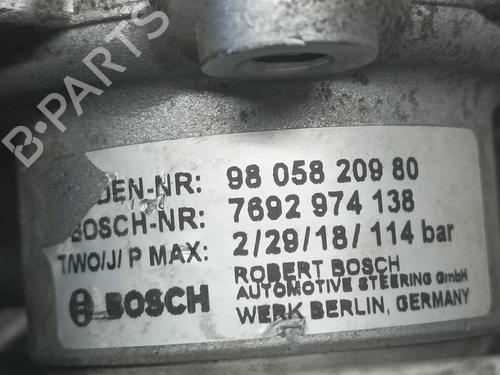 B-PARTS
DEN-NR: 98 058 209 80
BOSCH-NR: 7692 974 138
T/WO/J/ P MAX: 2/29/18/ 114 bar
BOSCH
ROBERT BOSCH
AUTOMOTIVE STEERING GmbH
WERK BERLIN, GERMANY